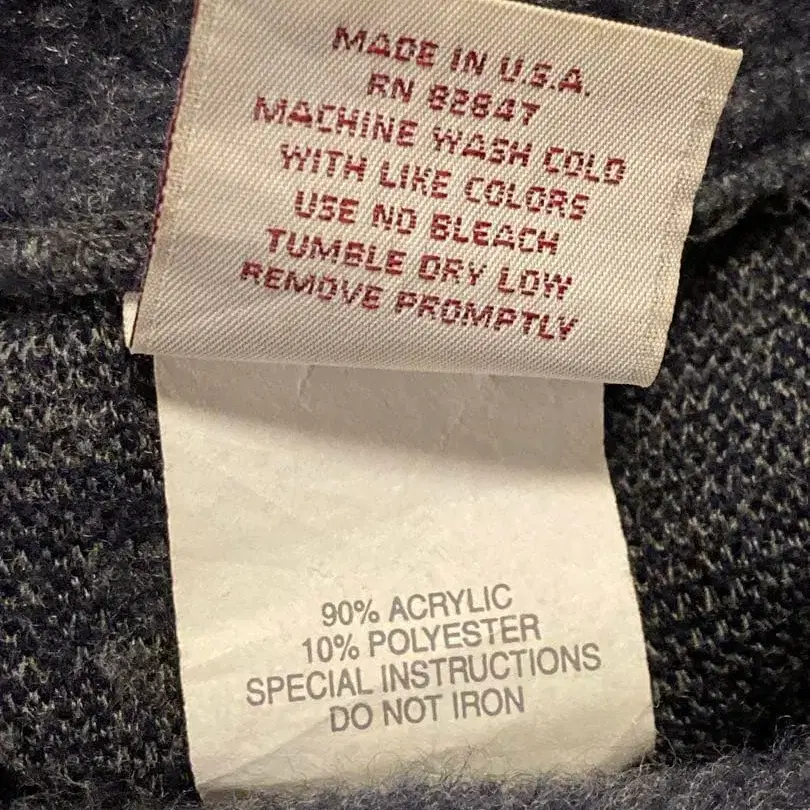 MADE IN U.S.A.
RN 82847
MACHINE WASH COLD
WITH LIKE COLORS
USE NO BLEACH
TUMBLE DRY LOW
REMOVE PROMPTLY
90% ACRYLIC
10% POLYESTER
SPECIAL INSTRUCTIONS
DO NOT IRON